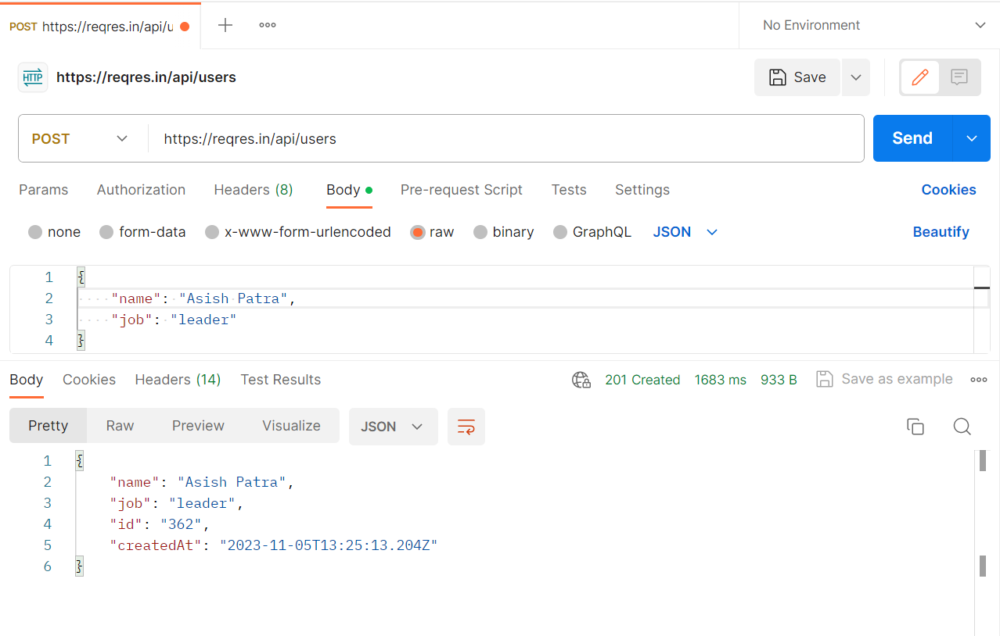 POST https://reqres.in/api/u
No Environment
HTTP https://reqres.in/api/users
Save
POST https://reqres.in/api/users
Send
Params Authorization Headers (8) Body Pre-request Script Tests Settings Cookies
none form-data x-www-form-urlencoded raw binary GraphQL JSON Beautify
1 {
2 "name": "Asish Patra",
3 "job": "leader"
4 }
Body Cookies Headers (14) Test Results 201 Created 1683 ms 933 B Save as example
Pretty Raw Preview Visualize JSON
1 {
2 "name": "Asish Patra",
3 "job": "leader",
4 "id": "362",
5 "createdAt": "2023-11-05T13:25:13.204Z"
6 }